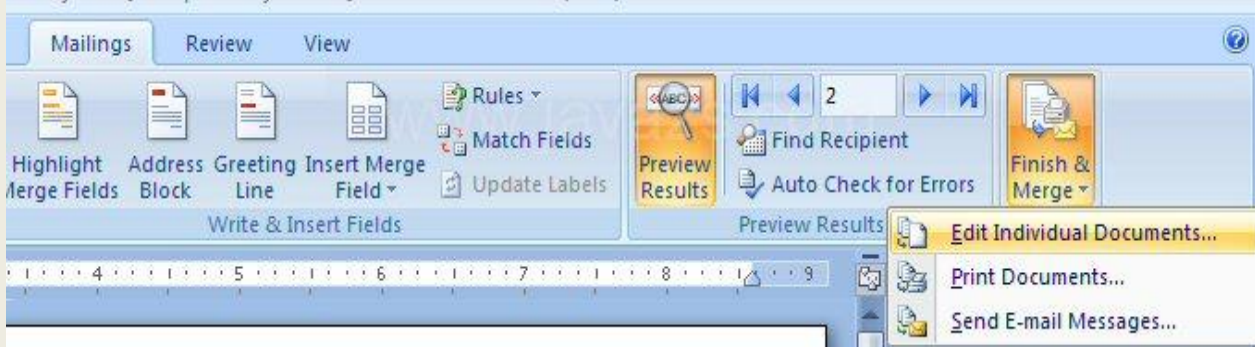 Mailings Review View
Highlight Merge Fields
Address Block
Greeting Line
Insert Merge Field
Rules
Match Fields
Update Labels
Write & Insert Fields
«ABC»
Preview Results
2
Find Recipient
Auto Check for Errors
Preview Results
Finish & Merge
Edit Individual Documents...
Print Documents...
Send E-mail Messages...
4 5 6 7 8 9